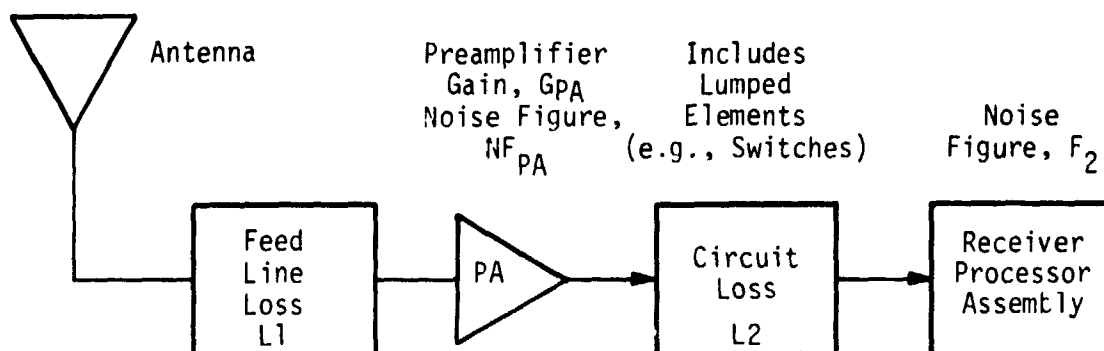 Antenna
Preamplifier
Gain, GPA
Noise Figure,
NFPA
Includes
Lumped
Elements
(e.g., Switches)
Noise
Figure, F2
Feed
Line
Loss
L1
PA
Circuit
Loss
L2
Receiver
Processor
Assembly